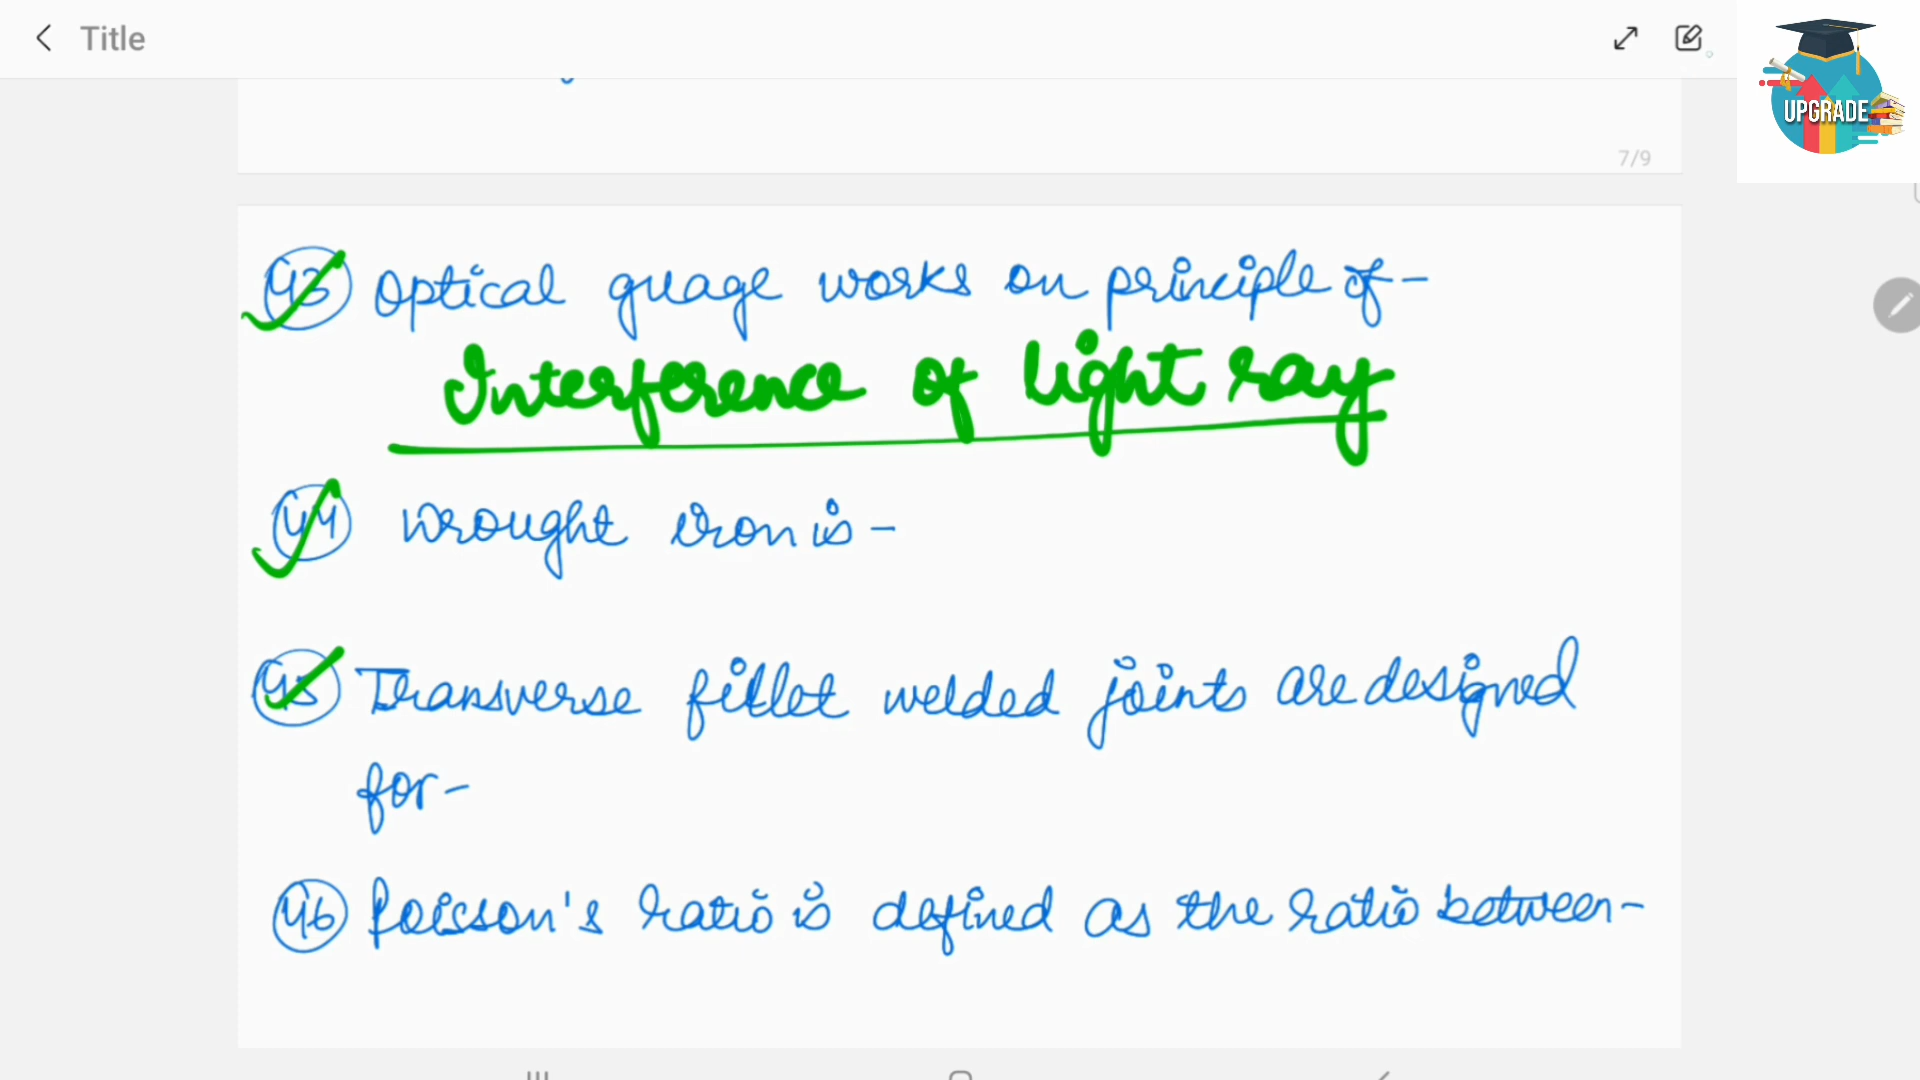 Title
UPGRADE
7/9
43 Optical guage works on principle of-
Interference of light ray
44 Wrought iron is-
45 Transverse fillet welded joints are designed
for-
46 Poisson's ratio is defined as the ratio between-